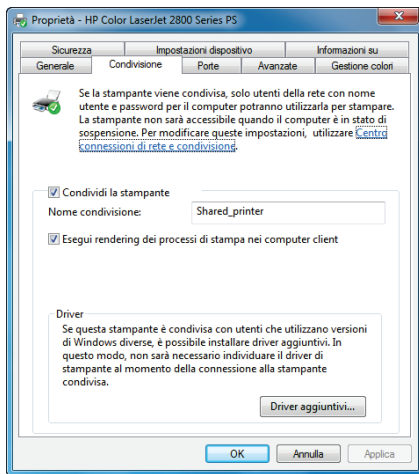 Proprietà - HP Color LaserJet 2800 Series PS
Sicurezza Impostazioni dispositivo Informazioni su
Generale Condivisione Porte Avanzate Gestione colori
Se la stampante viene condivisa, solo utenti della rete con nome
utente e password per il computer potranno utilizzarla per stampare.
La stampante non sarà accessibile quando il computer è in stato di
sospensione. Per modificare queste impostazioni, utilizzare Centro
connessioni di rete e condivisione.
Condividi la stampante
Nome condivisione: Shared_printer
Esegui rendering dei processi di stampa nei computer client
Driver
Se questa stampante è condivisa con utenti che utilizzano versioni
di Windows diverse, è possibile installare driver aggiuntivi. In
questo modo, non sarà necessario individuare il driver di
stampante al momento della connessione alla stampante
condivisa.
Driver aggiuntivi...
OK Annulla Applica